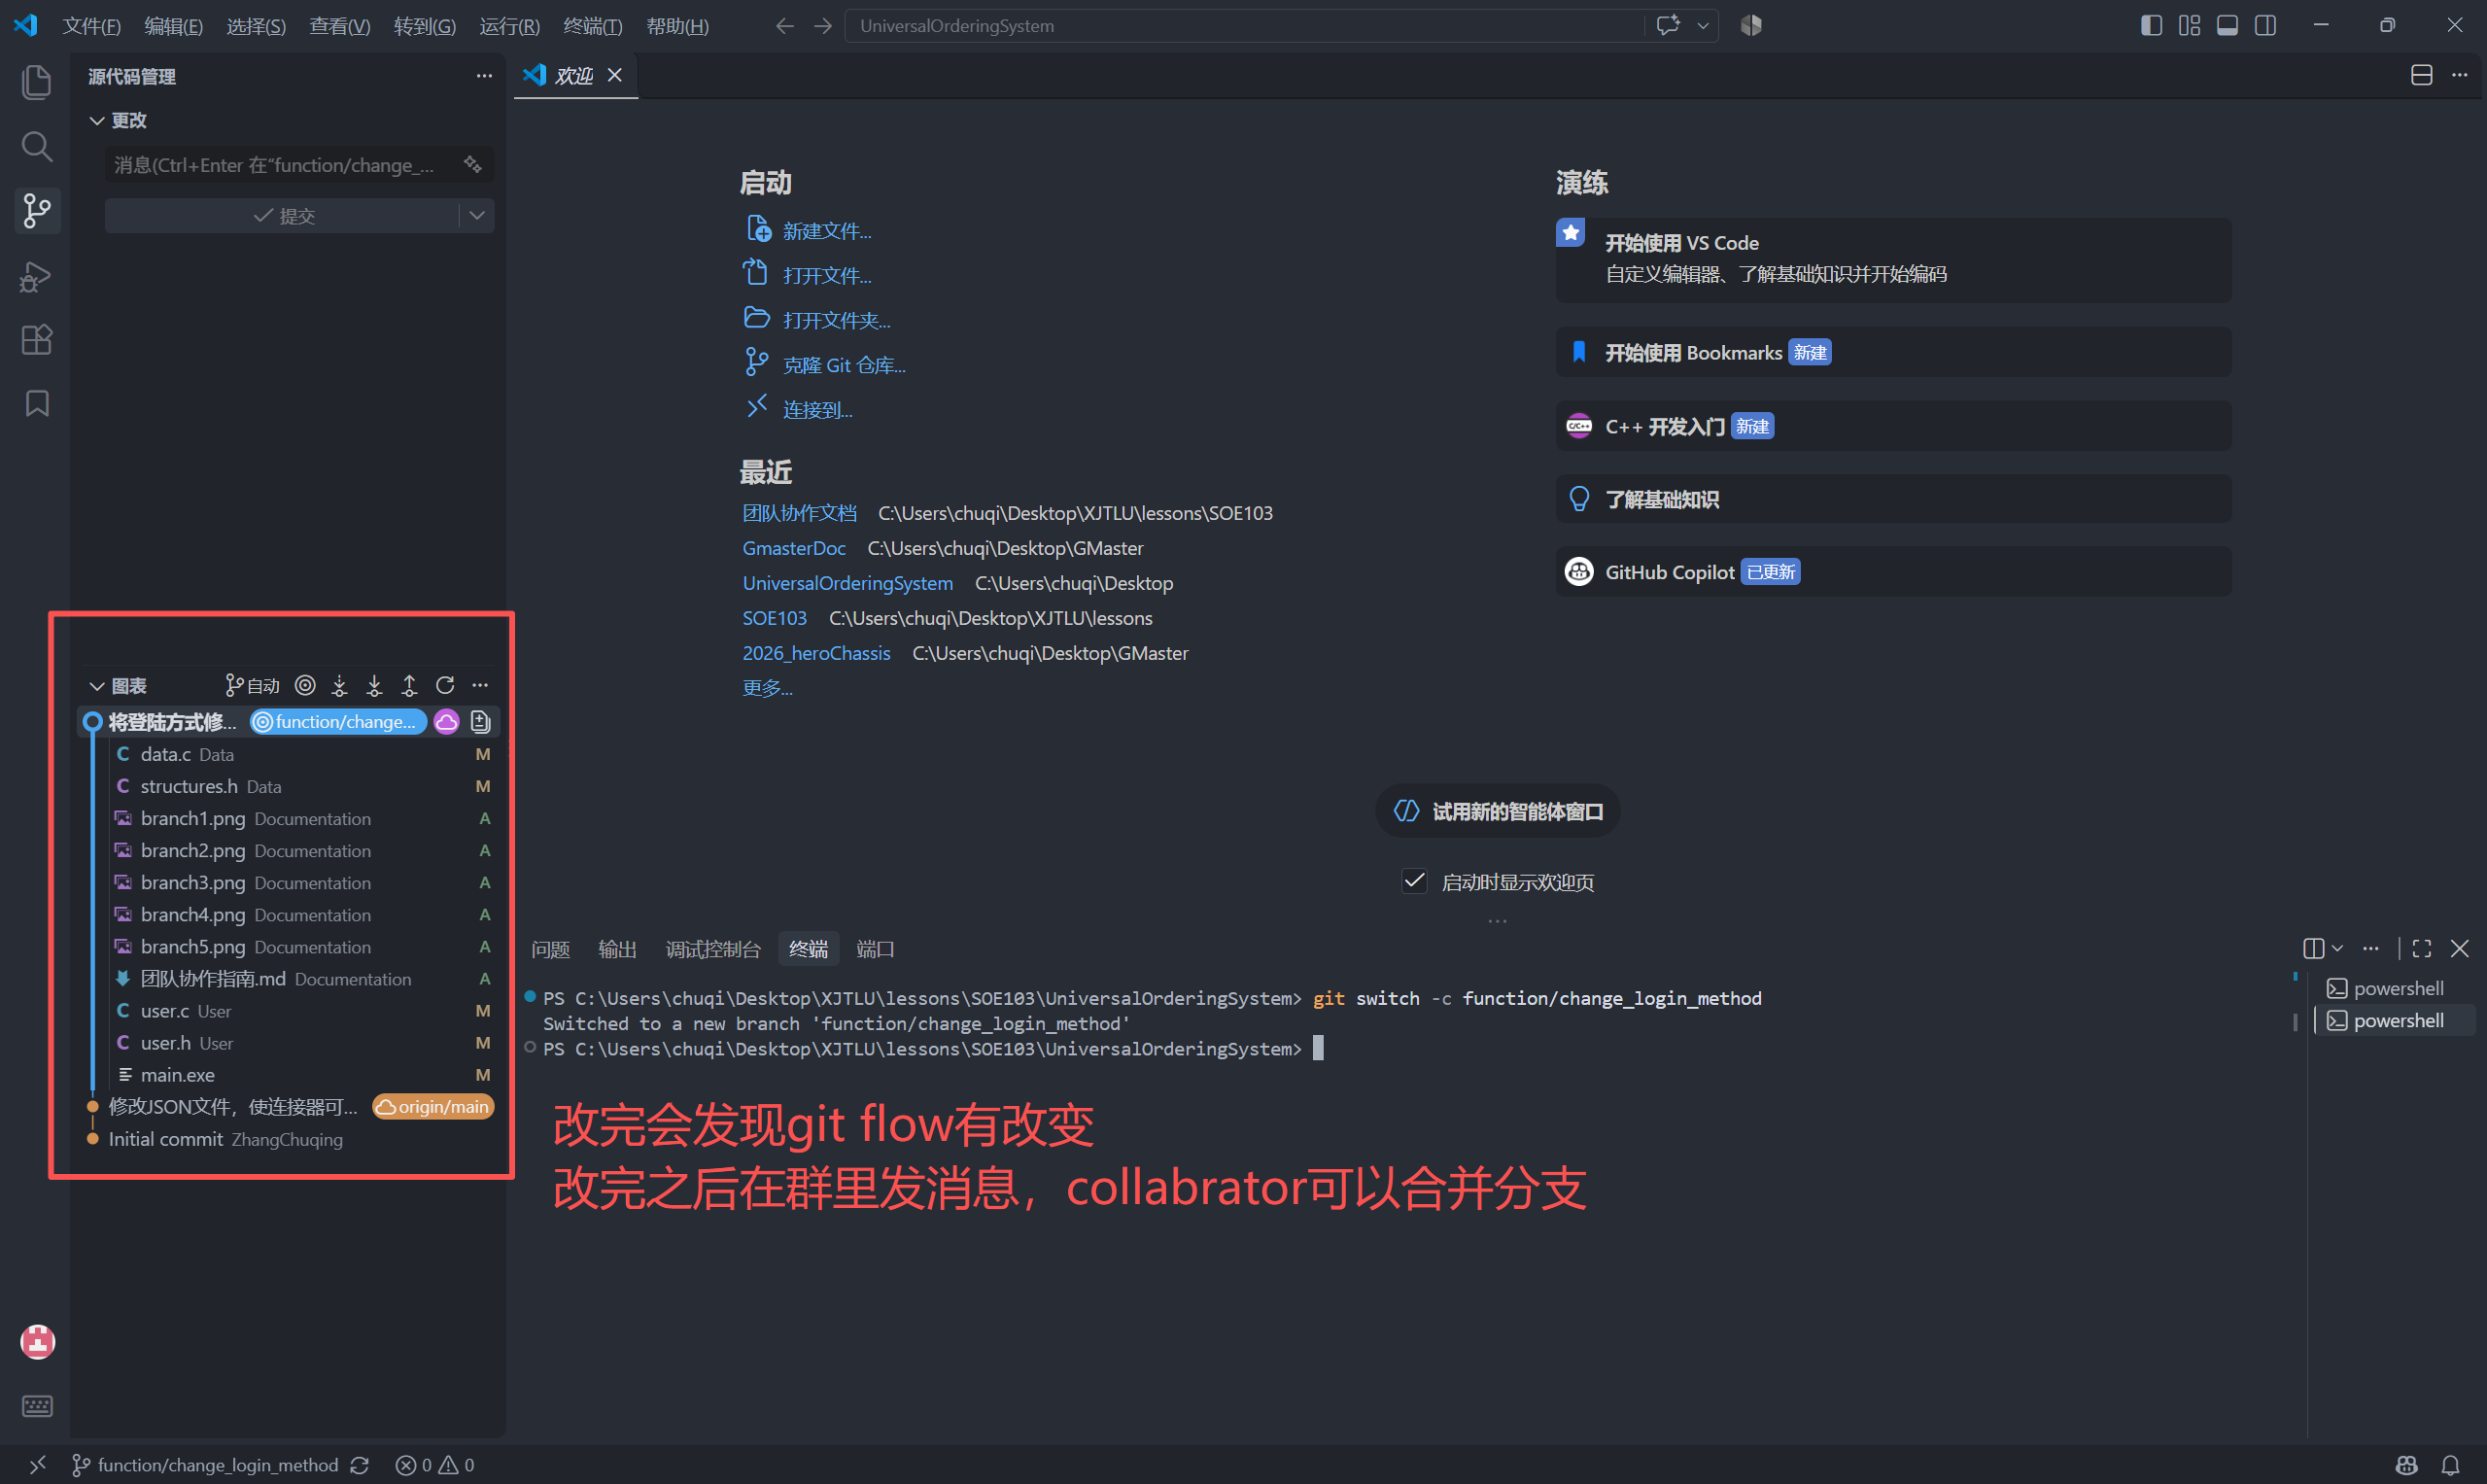 文件(F) 编辑(E) 选择(S) 查看(V) 转到(G) 运行(R) 终端(T) 帮助(H)
UniversalOrderingSystem
源代码管理
欢迎
更改
消息(Ctrl+Enter 在“function/change_...
提交
启动
新建文件...
打开文件...
打开文件夹...
克隆 Git 仓库...
连接到...
最近
团队协作文档 C:\Users\chuqi\Desktop\XJTLU\lessons\SOE103
GmasterDoc C:\Users\chuqi\Desktop\GMaster
UniversalOrderingSystem C:\Users\chuqi\Desktop
SOE103 C:\Users\chuqi\Desktop\XJTLU\lessons
2026_heroChassis C:\Users\chuqi\Desktop\GMaster
更多...
演练
开始使用 VS Code
自定义编辑器、了解基础知识并开始编码
开始使用 Bookmarks 新建
C/C++ C++ 开发入门 新建
了解基础知识
GitHub Copilot 已更新
试用新的智能体窗口
启动时显示欢迎页
图表 自动
将登陆方式修... function/change...
data.c Data M
structures.h Data M
branch1.png Documentation A
branch2.png Documentation A
branch3.png Documentation A
branch4.png Documentation A
branch5.png Documentation A
团队协作指南.md Documentation A
user.c User M
user.h User M
main.exe M
修改JSON文件，使连接器可... origin/main
Initial commit ZhangChuqing
问题 输出 调试控制台 终端 端口
PS C:\Users\chuqi\Desktop\XJTLU\lessons\SOE103\UniversalOrderingSystem> git switch -c function/change_login_method
Switched to a new branch 'function/change_login_method'
PS C:\Users\chuqi\Desktop\XJTLU\lessons\SOE103\UniversalOrderingSystem>
powershell
powershell
改完会发现git flow有改变
改完之后在群里发消息，collabrator可以合并分支
function/change_login_method 0 0